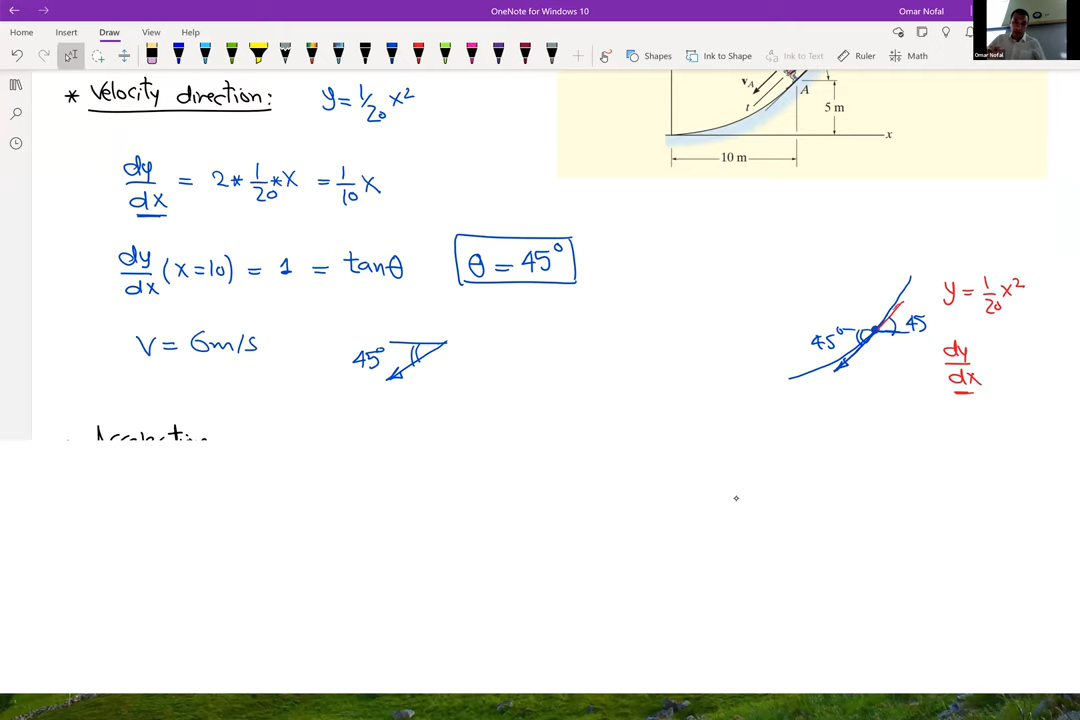 OneNote for Windows 10
Omar Nofal
Home Insert Draw View Help
Shapes Ink to Shape Ink to Text Ruler Math
Omar Nofal
* Velocity direction: y = 1/20 x²
v_A
t
A
5 m
x
10 m
dy/dx = 2 * 1/20 * x = 1/10 x
dy/dx (x=10) = 1 = tanθ θ = 45°
y = 1/20 x²
45
45°
dy/dx
V = 6m/s 45°